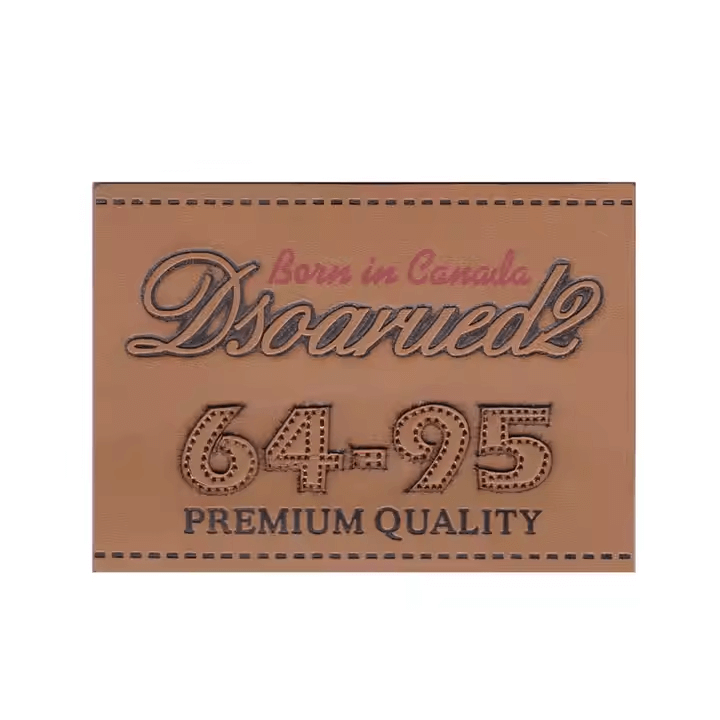 Born in Canada
Dsoarued2
64-95
PREMIUM QUALITY